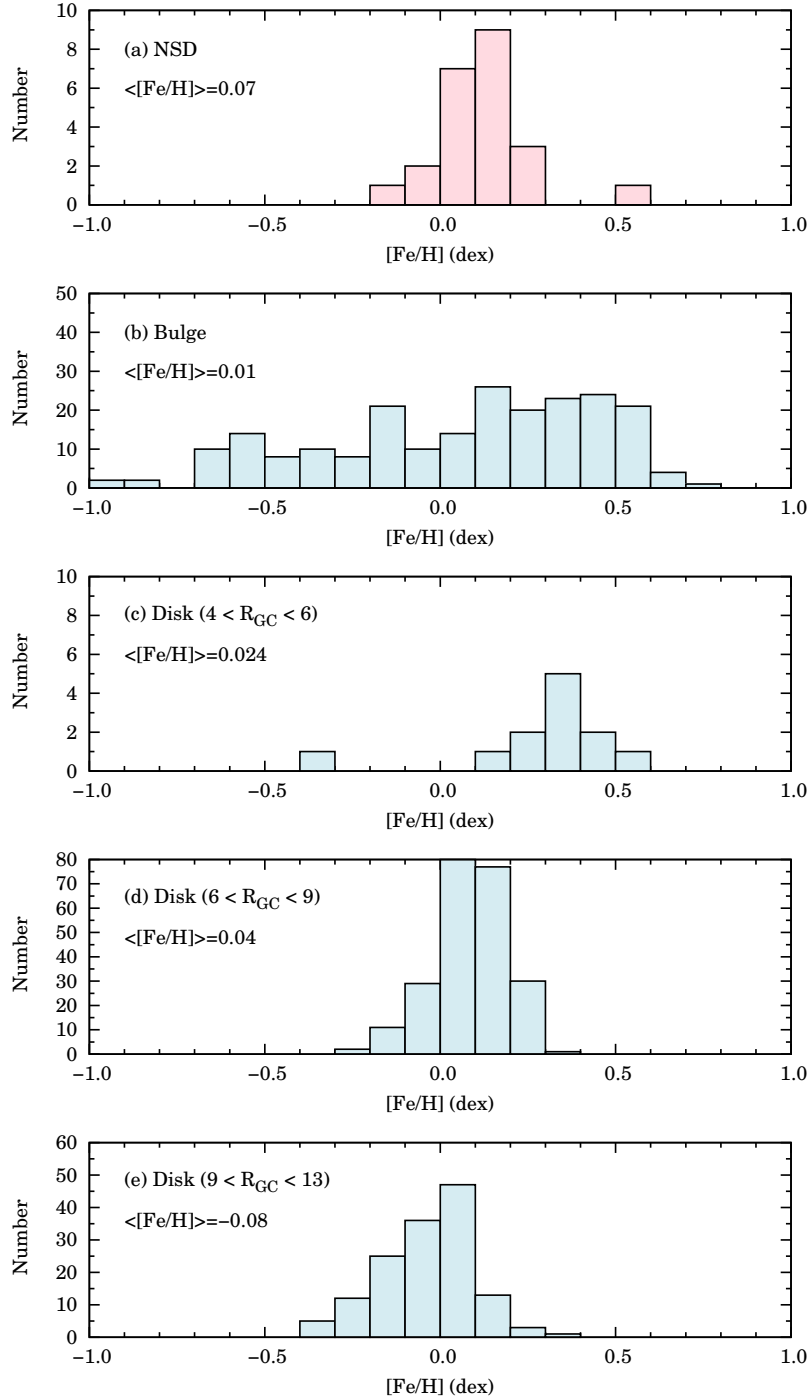 10
8
6
4
2
0
Number
(a) NSD
<[Fe/H]>=0.07
−1.0 −0.5 0.0 0.5 1.0
[Fe/H] (dex)
50
40
30
20
10
0
Number
(b) Bulge
<[Fe/H]>=0.01
−1.0 −0.5 0.0 0.5 1.0
[Fe/H] (dex)
10
8
6
4
2
0
Number
(c) Disk (4 < RGC < 6)
<[Fe/H]>=0.024
−1.0 −0.5 0.0 0.5 1.0
[Fe/H] (dex)
80
70
60
50
40
30
20
10
0
Number
(d) Disk (6 < RGC < 9)
<[Fe/H]>=0.04
−1.0 −0.5 0.0 0.5 1.0
[Fe/H] (dex)
60
50
40
30
20
10
0
Number
(e) Disk (9 < RGC < 13)
<[Fe/H]>=−0.08
−1.0 −0.5 0.0 0.5 1.0
[Fe/H] (dex)